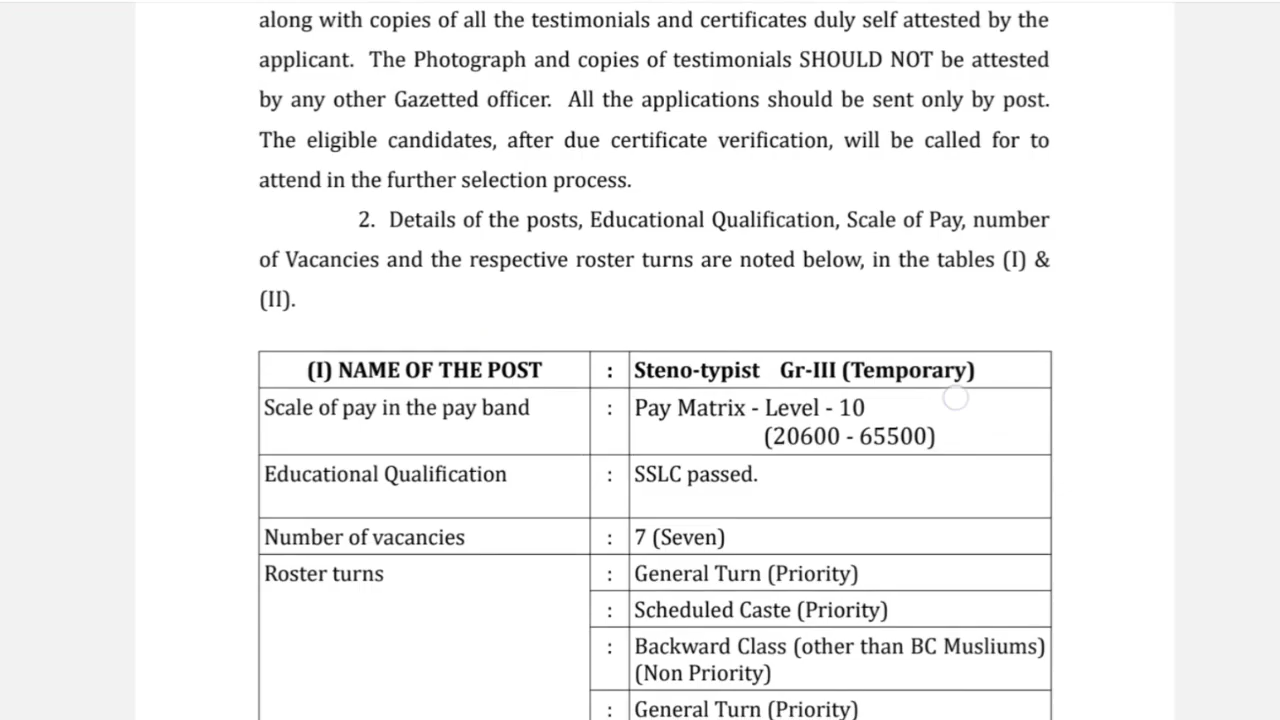 along with copies of all the testimonials and certificates duly self attested by the
applicant. The Photograph and copies of testimonials SHOULD NOT be attested
by any other Gazetted officer. All the applications should be sent only by post.
The eligible candidates, after due certificate verification, will be called for to
attend in the further selection process.
2. Details of the posts, Educational Qualification, Scale of Pay, number
of Vacancies and the respective roster turns are noted below, in the tables (I) &
(II).
(I) NAME OF THE POST : Steno-typist Gr-III (Temporary)
Scale of pay in the pay band : Pay Matrix - Level - 10
(20600 - 65500)
Educational Qualification : SSLC passed.
Number of vacancies : 7 (Seven)
Roster turns : General Turn (Priority)
: Scheduled Caste (Priority)
: Backward Class (other than BC Musliums)
(Non Priority)
: General Turn (Priority)